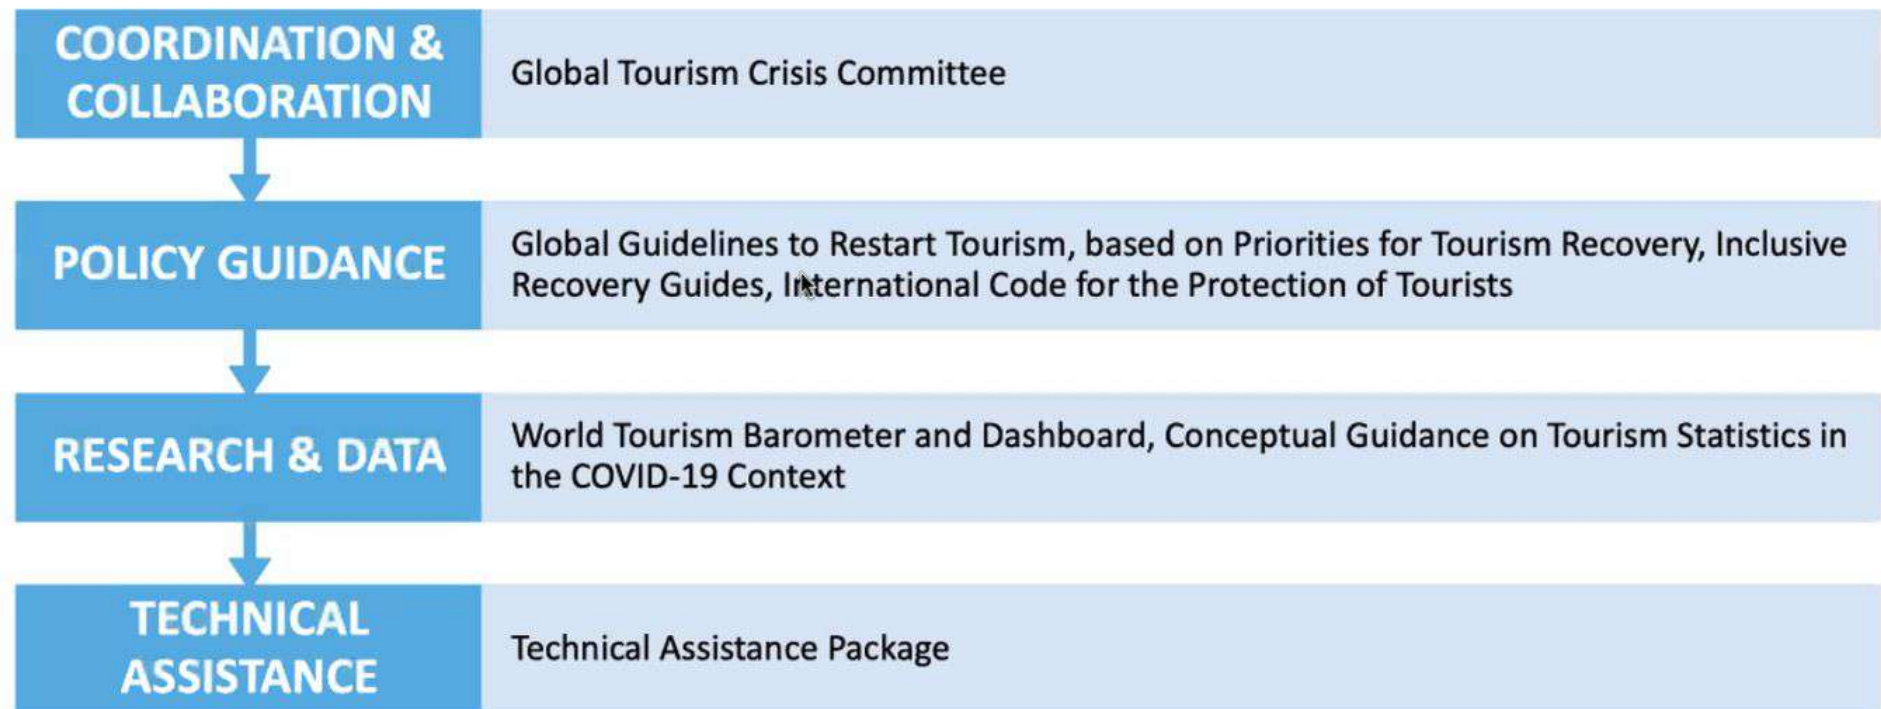 COORDINATION &
COLLABORATION
Global Tourism Crisis Committee
POLICY GUIDANCE
Global Guidelines to Restart Tourism, based on Priorities for Tourism Recovery, Inclusive
Recovery Guides, International Code for the Protection of Tourists
RESEARCH & DATA
World Tourism Barometer and Dashboard, Conceptual Guidance on Tourism Statistics in
the COVID-19 Context
TECHNICAL
ASSISTANCE
Technical Assistance Package